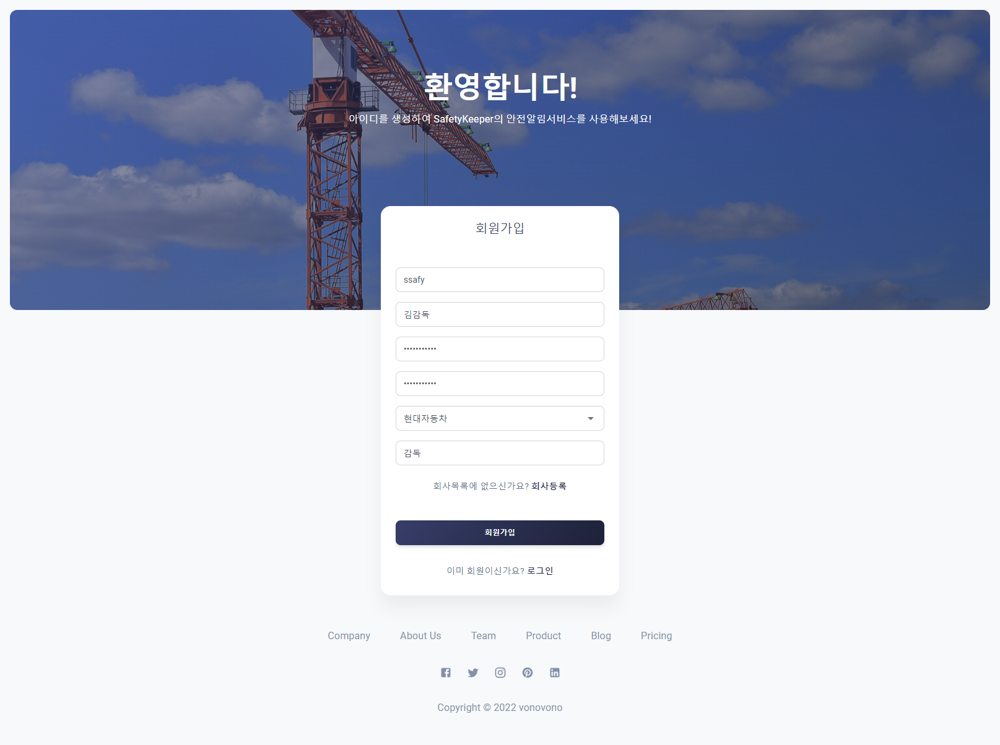 환영합니다!
아이디를 생성하여 SafetyKeeper의 안전알림서비스를 사용해보세요!
회원가입
ssafy
김감독
•••••••••••
•••••••••••
현대자동차
감독
회사목록에 없으신가요? 회사등록
회원가입
이미 회원이신가요? 로그인
Company About Us Team Product Blog Pricing
Copyright © 2022 vonovono